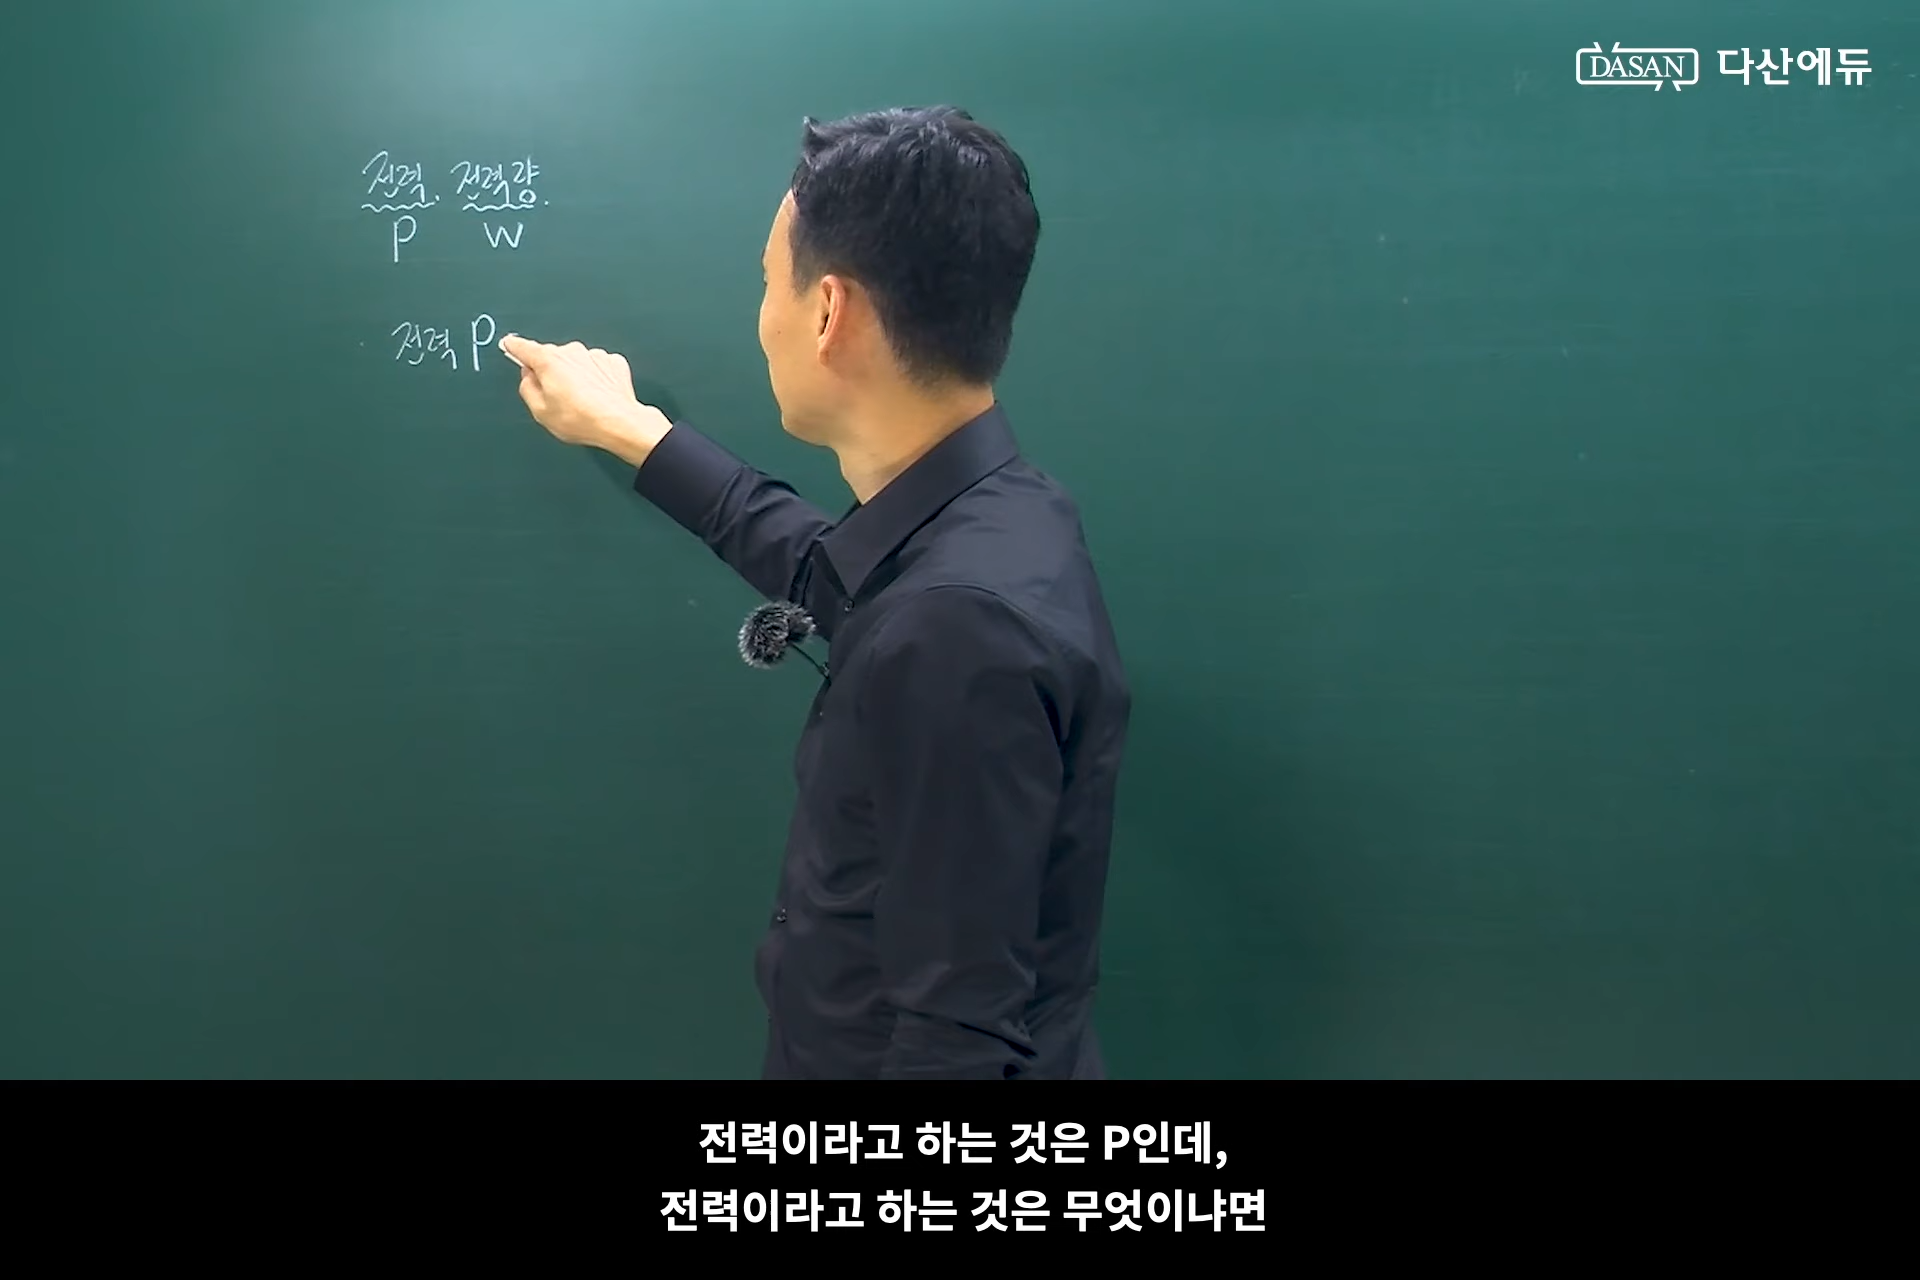 DASAN 다산에듀
전력. 전력량.
P W
전력 P
전력이라고 하는 것은 P인데,
전력이라고 하는 것은 무엇이냐면